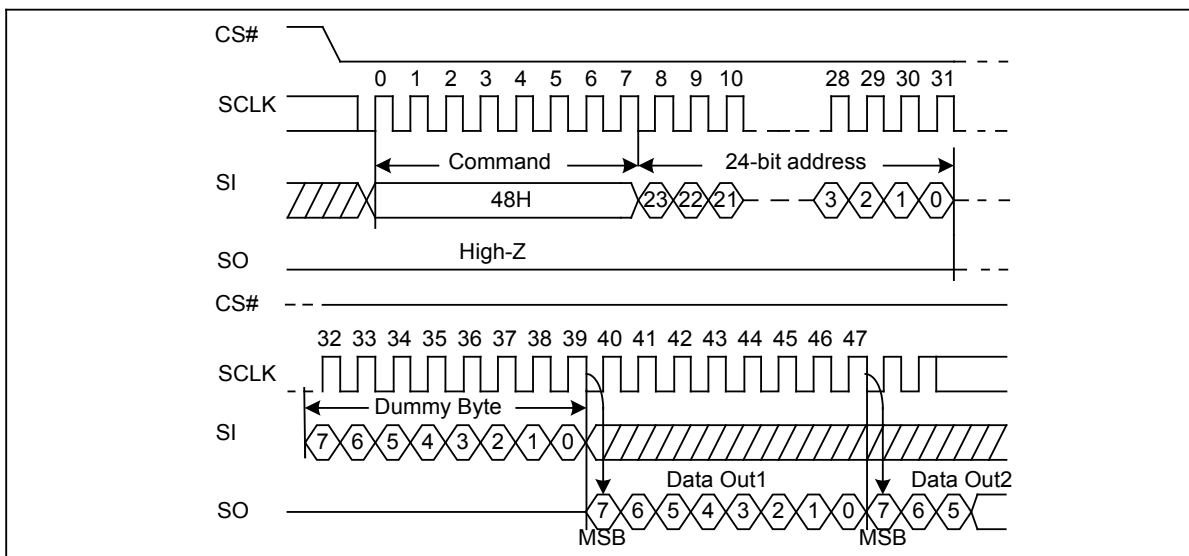 CS#
0 1 2 3 4 5 6 7 8 9 10 28 29 30 31
SCLK
Command 24-bit address
SI
48H 23 22 21 3 2 1 0
High-Z
SO
CS#
32 33 34 35 36 37 38 39 40 41 42 43 44 45 46 47
SCLK
Dummy Byte
SI
7 6 5 4 3 2 1 0
Data Out1 Data Out2
SO
7 6 5 4 3 2 1 0 7 6 5
MSB MSB